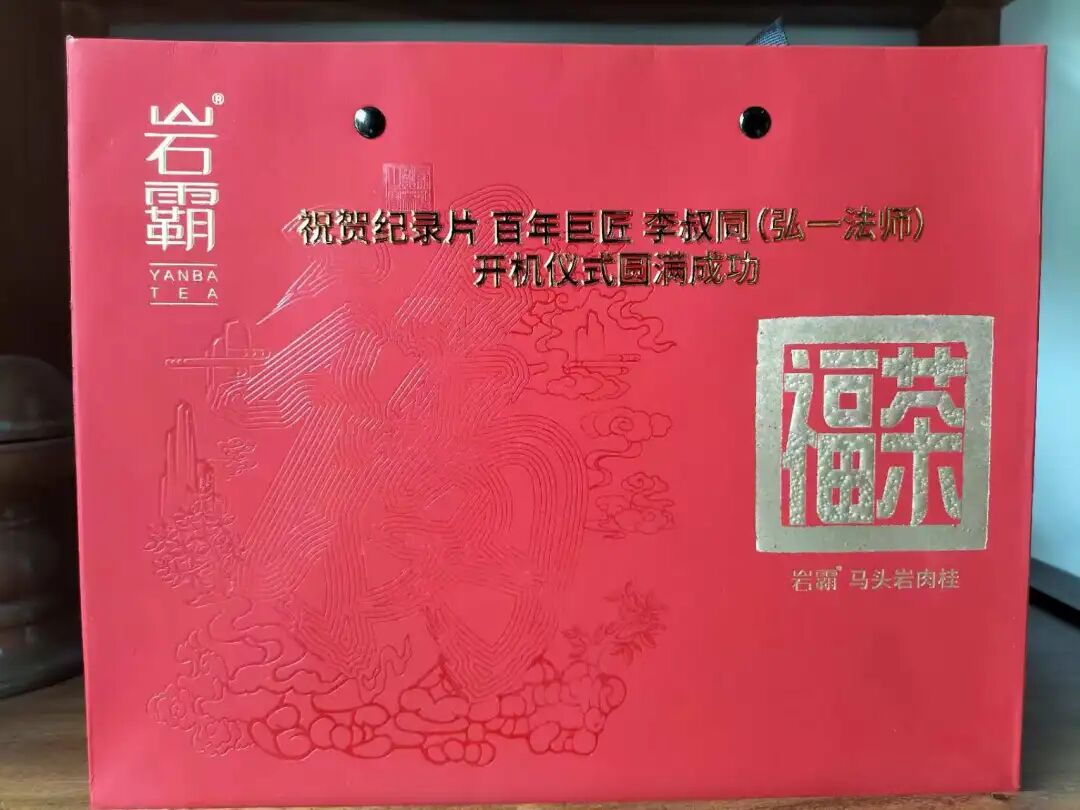 岩霸®
YANBA
TEA
祝贺纪录片 百年巨匠 李叔同(弘一法师)
开机仪式圆满成功
福茶
岩霸® 马头岩肉桂